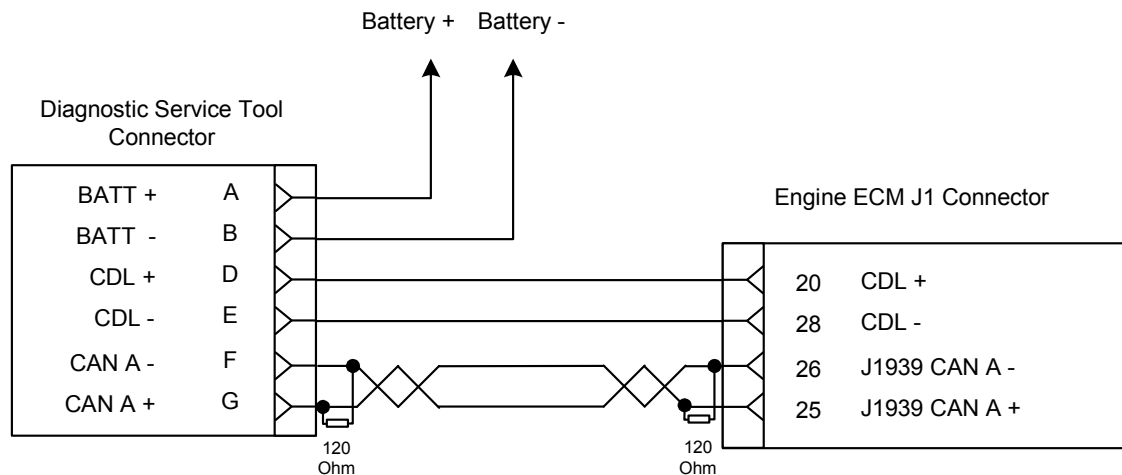 Battery + Battery -
Diagnostic Service Tool
Connector
BATT + A
BATT - B
CDL + D
CDL - E
CAN A - F
CAN A + G
120
Ohm
Engine ECM J1 Connector
20 CDL +
28 CDL -
26 J1939 CAN A -
25 J1939 CAN A +
120
Ohm